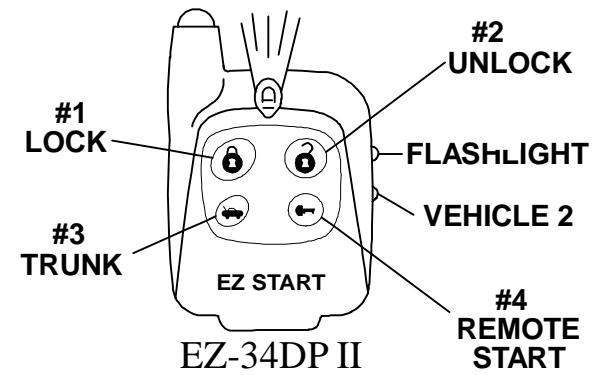 #2
UNLOCK
#1
LOCK
FLASHLIGHT
VEHICLE 2
#3
TRUNK
EZ START
#4
REMOTE
START
EZ-34DP II